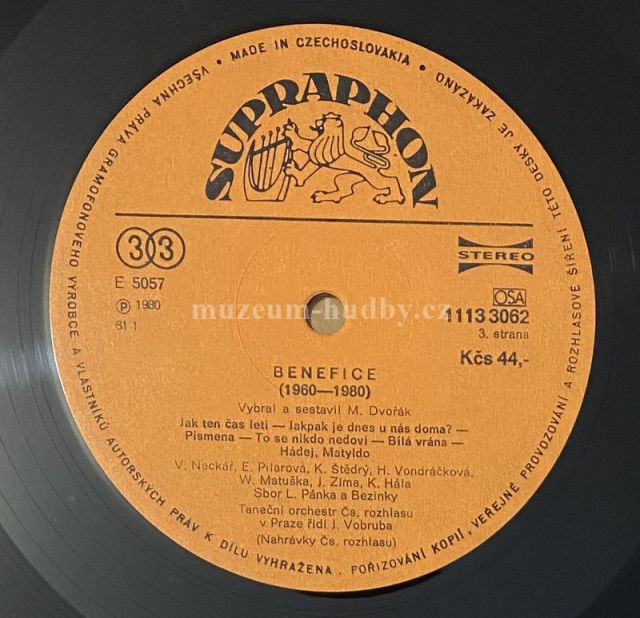 VŠECHNA PRÁVA GRAMOFONOVÉHO VÝROBCE A VLASTNÍKŮ AUTORSKÝCH PRÁV K DÍLU VYHRAŽENA . POŘIZOVÁNÍ KOPIÍ, VEŘEJNÉ PROVOZOVÁNÍ A ROZHLASOVÉ ŠÍŘENÍ TÉTO DESKY JE ZAKÁZÁNO
• MADE IN CZECHOSLOVAKIA •
SUPRAPHON
33
STEREO
E 5057
Ⓟ 1980
81 1
OSA
1113 3062
3. strana
Kčs 44,-
muzeum-hudby.cz
BENEFICE
(1960—1980)
Vybral a sestavil M. Dvořák
Jak ten čas letí — Jakpak je dnes u nás doma? —
Písmena — To se nikdo nedoví — Bílá vrána —
Hádej, Matyldo
V. Neckář, E. Pilarová, K. Štědrý, H. Vondráčková,
W. Matuška, J. Zíma, K. Hála
Sbor L. Pánka a Bezinky
Taneční orchestr Čs. rozhlasu
v Praze řídí J. Vobruba
(Nahrávky Čs. rozhlasu)